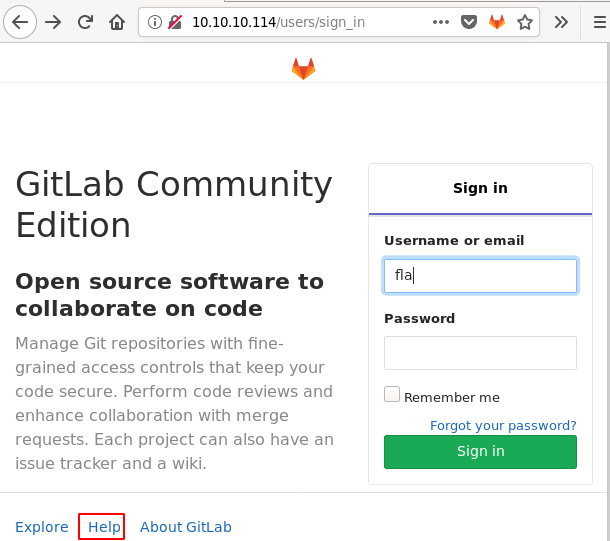 10.10.10.114/users/sign_in
GitLab Community
Edition
Open source software to
collaborate on code
Manage Git repositories with fine-
grained access controls that keep your
code secure. Perform code reviews and
enhance collaboration with merge
requests. Each project can also have an
issue tracker and a wiki.
Sign in
Username or email
fla
Password
Remember me
Forgot your password?
Sign in
Explore Help About GitLab